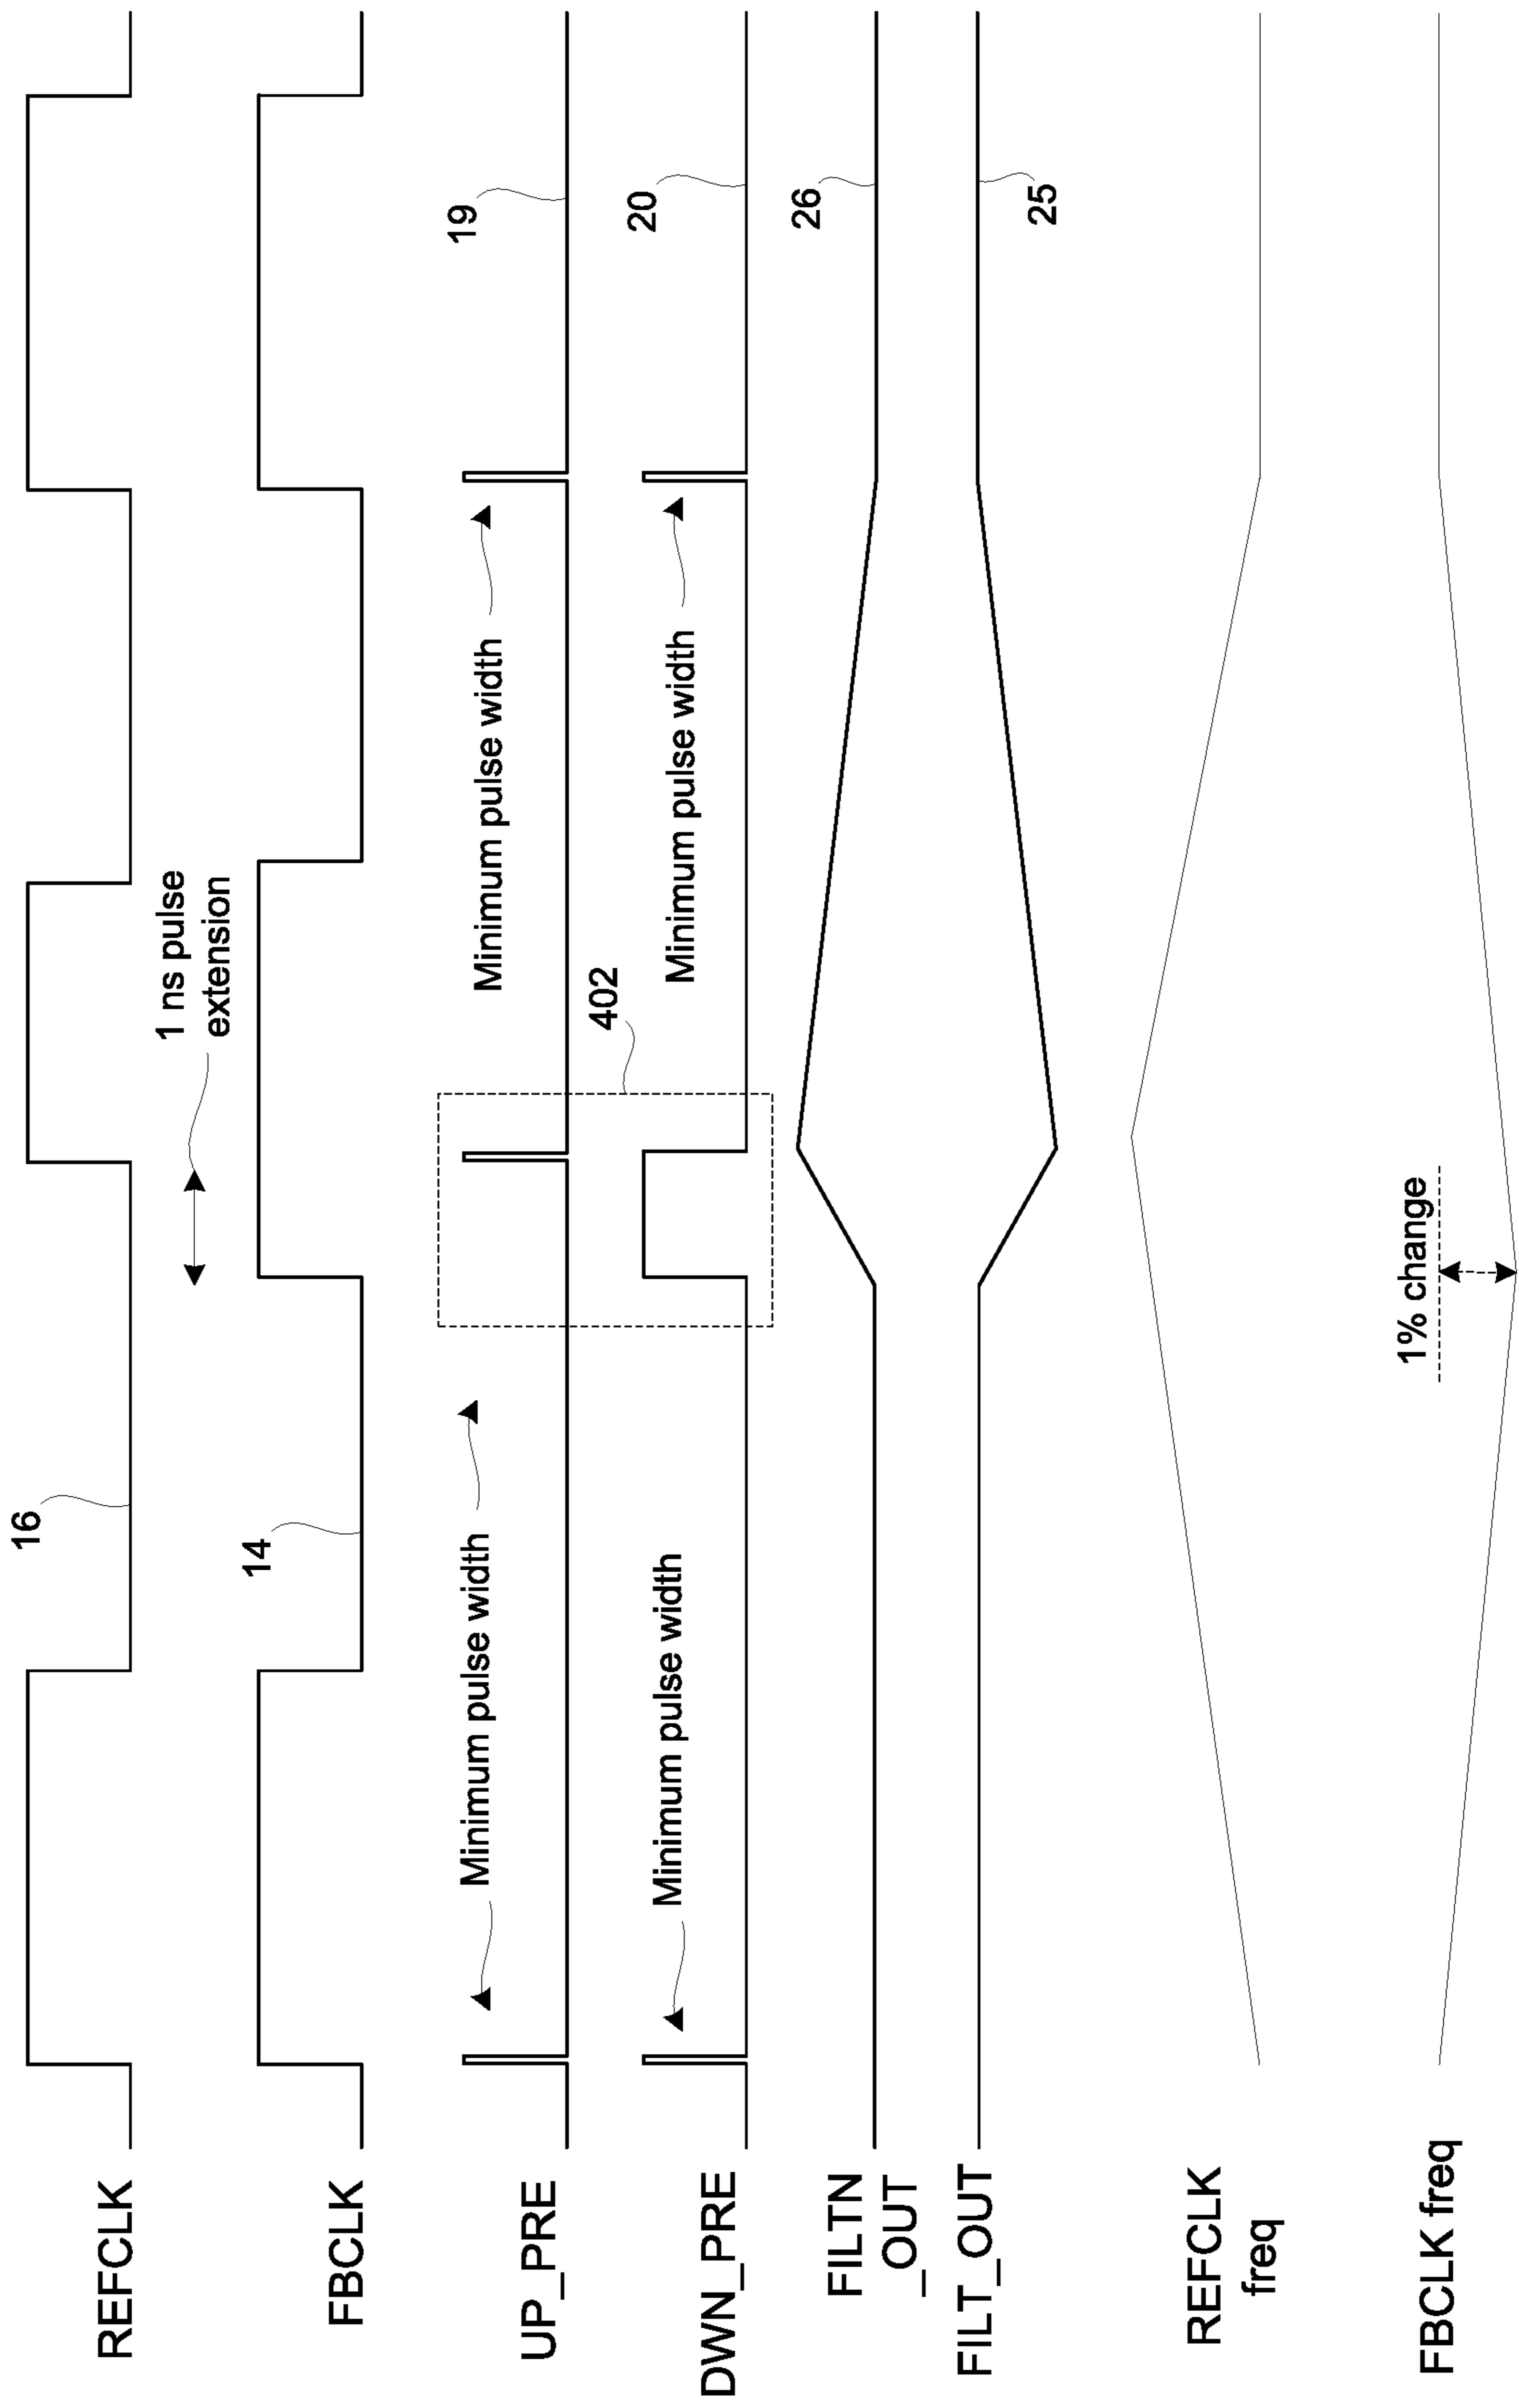 REFCLK
16
1 ns pulse
extension
FBCLK
14
UP_PRE
Minimum pulse width
Minimum pulse width
19
402
DWN_PRE
Minimum pulse width
Minimum pulse width
20
FILTN
_OUT
26
FILT_OUT
25
REFCLK
freq
FBCLK freq
1% change